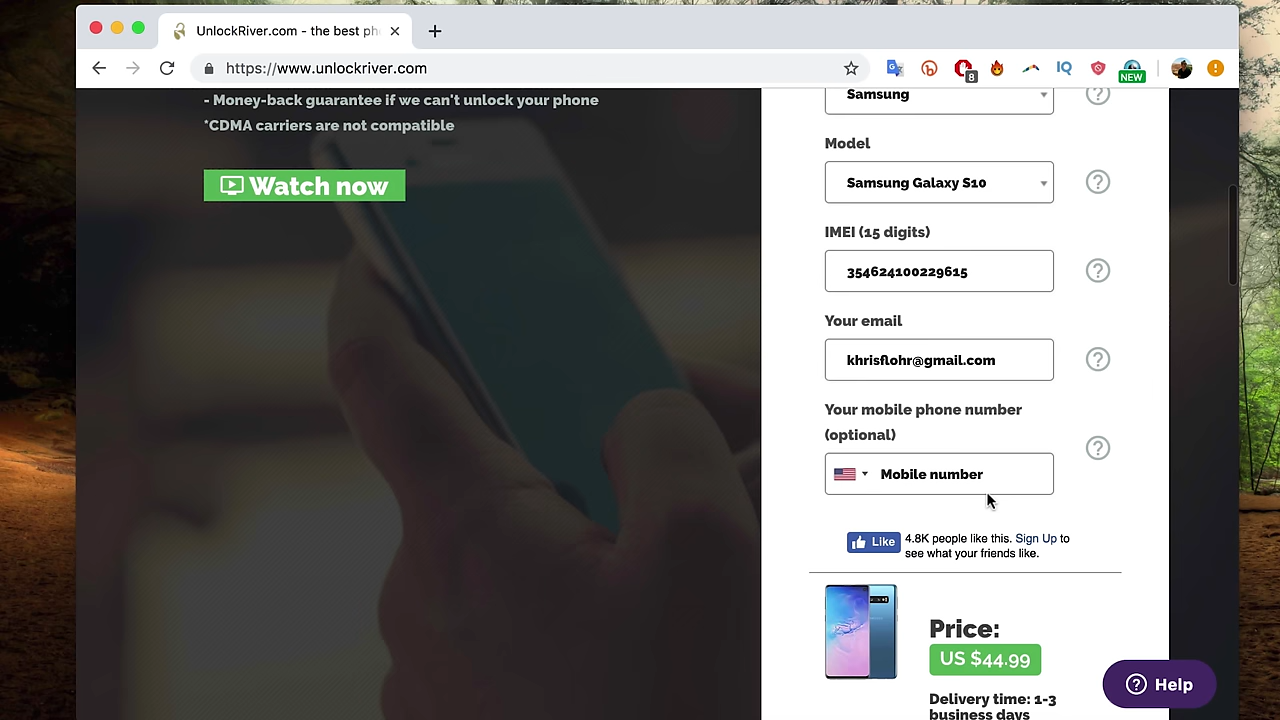 UnlockRiver.com - the best ph
https://www.unlockriver.com
8
IQ
NEW
- Money-back guarantee if we can't unlock your phone
*CDMA carriers are not compatible
Watch now
Samsung
Model
Samsung Galaxy S10
IMEI (15 digits)
354624100229615
Your email
khrisflohr@gmail.com
Your mobile phone number
(optional)
Mobile number
Like
4.8K people like this. Sign Up to
see what your friends like.
Price:
US $44.99
Delivery time: 1-3
business days
Help